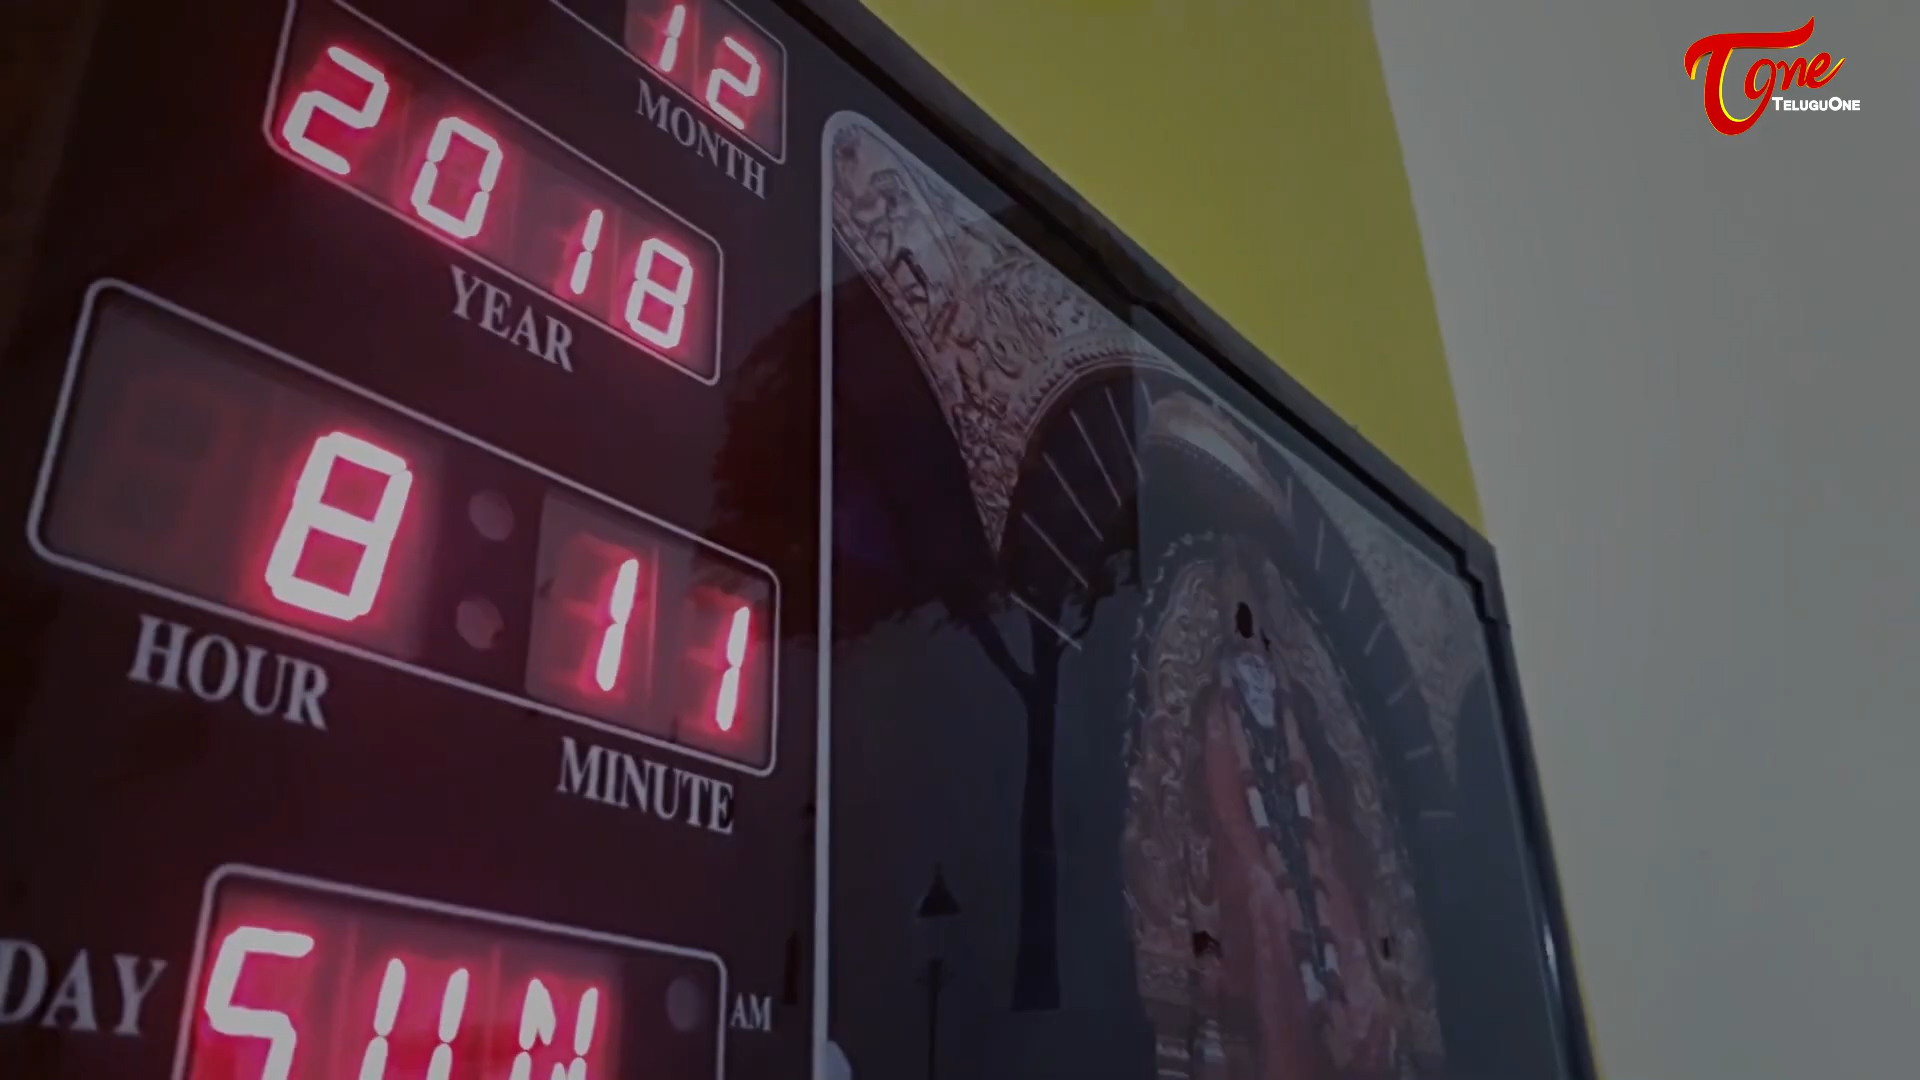 12
MONTH
2018
YEAR
8 11
HOUR MINUTE
DAY SUN AM
Tone
TELUGUONE